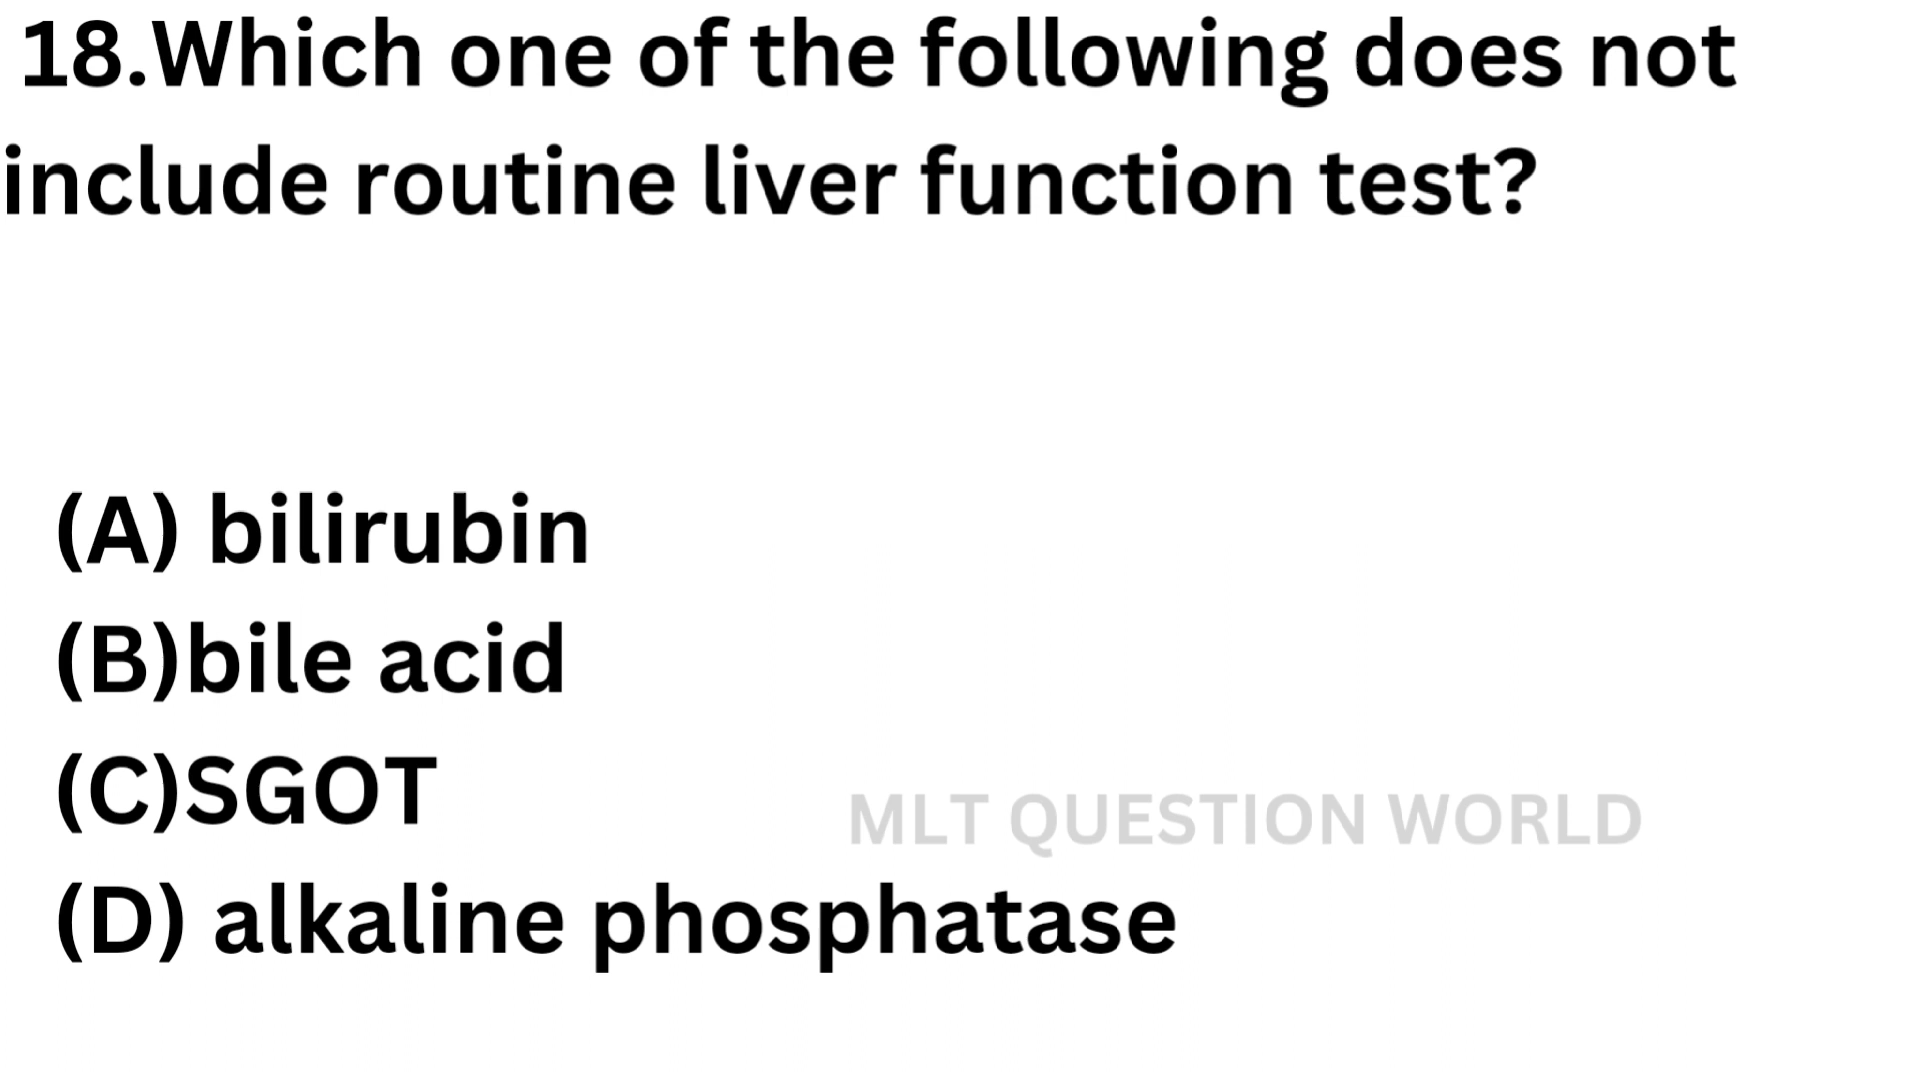 18.Which one of the following does not
include routine liver function test?
(A) bilirubin
(B)bile acid
(C)SGOT
MLT QUESTION WORLD
(D) alkaline phosphatase